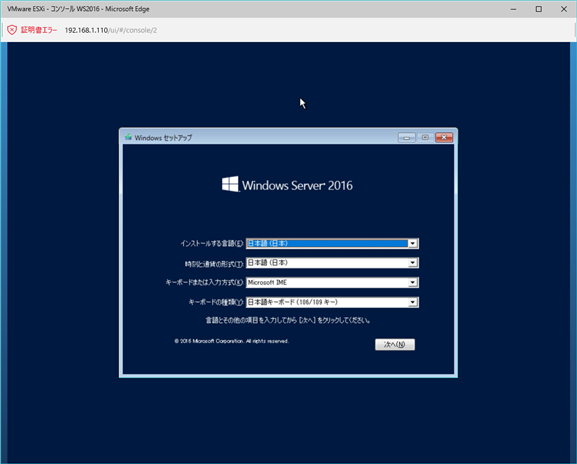 VMware ESXi - コンソール WS2016 - Microsoft Edge
証明書エラー 192.168.1.110/ui/#/console/2
Windows セットアップ
Windows Server® 2016
インストールする言語(E) 日本語 (日本)
時刻と通貨の形式(T) 日本語 (日本)
キーボードまたは入力方式(K) Microsoft IME
キーボードの種類(Y) 日本語キーボード (106/109 キー)
言語とその他の項目を入力してから [次へ] をクリックしてください。
© 2016 Microsoft Corporation. All rights reserved.
次へ(N)